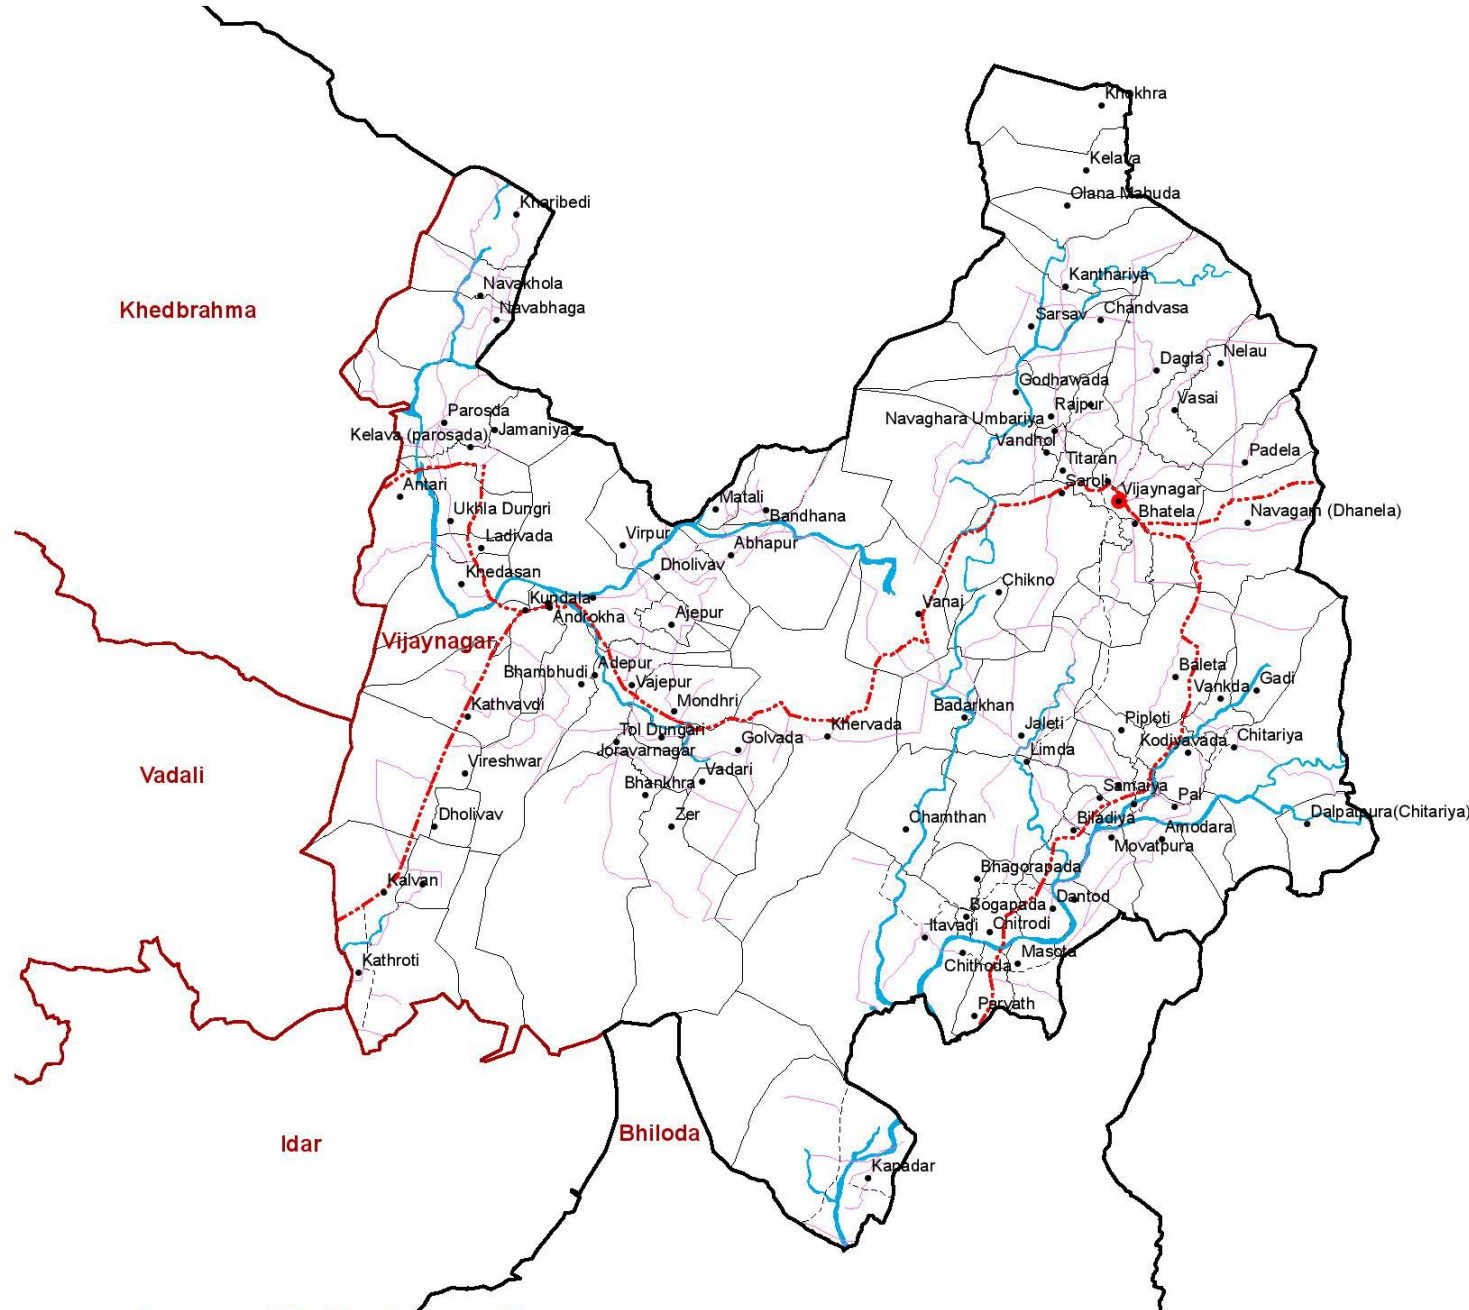 Khokhra
Kelava
Olana Mahuda
Kharibedi
Kanthariya
Navakhola
Khedbrahma
Navabhaga
Sarsav
Chandvasa
Dagla
Nelau
Godhawada
Vasai
Parosda
Navaghara Umbariya
Rajpur
Kelava (parosada)
Jamaniya
Vandhol
Padela
Titaran
Antari
Saroli
Vijaynagar
Matali
Ukhla Dungri
Bandhana
Bhatela
Navagam (Dhanela)
Virpur
Ladivada
Abhapur
Dholivav
Khedasan
Chikno
Kundala
Vanaj
Androkha
Ajepur
Vijaynagar
Bhambhudi
Adepur
Baleta
Vajepur
Vankda
Gadi
Kathvavdi
Mondhri
Badarkhan
Jaleti
Piploti
Tol Dungari
Khervada
Joravarnagar
Golvada
Kodiyavada
Chitariya
Vireshwar
Limda
Vadali
Bhankhra
Vadari
Samaiya
Pal
Dholivav
Zer
Chamthan
Biladiya
Amodara
Dalpatpura(Chitariya)
Movatpura
Bhagorapada
Kalvan
Bogapada
Dantod
Itavadi
Chitrodi
Kathroti
Chithoda
Masota
Parvath
Idar
Bhiloda
Kapadar